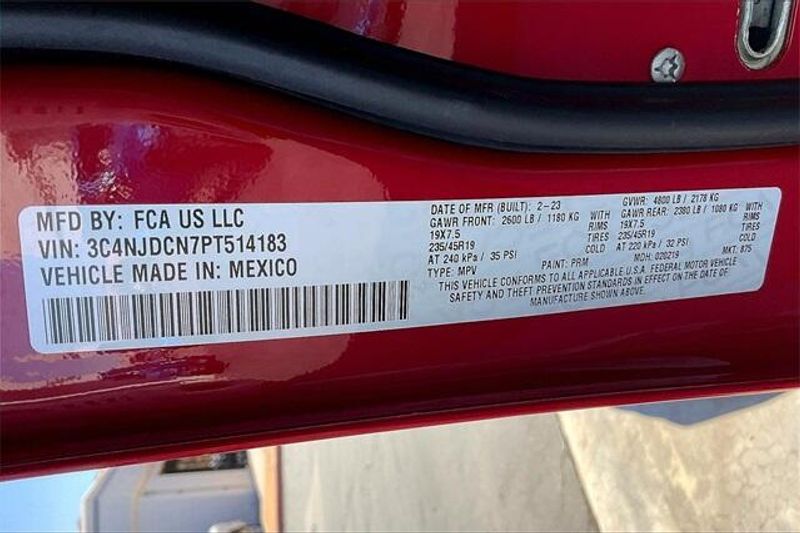 MFD BY: FCA US LLC
VIN: 3C4NJDCN7PT514183
VEHICLE MADE IN: MEXICO
DATE OF MFR (BUILT): 2-23
GVWR: 4800 LB / 2178 KG
GAWR FRONT: 2600 LB / 1180 KG WITH
GAWR REAR: 2380 LB / 1080 KG WITH
19X7.5 RIMS
19X7.5 RIMS
235/45R19 TIRES
235/45R19 TIRES
AT 240 kPa / 35 PSI
AT 220 kPa / 32 PSI
TYPE: MPV
PAINT: PRM
MDH: 020219
MKT: 875
THIS VEHICLE CONFORMS TO ALL APPLICABLE U.S.A. FEDERAL MOTOR VEHICLE
SAFETY AND THEFT PREVENTION STANDARDS IN EFFECT ON THE DATE OF
MANUFACTURE SHOWN ABOVE.